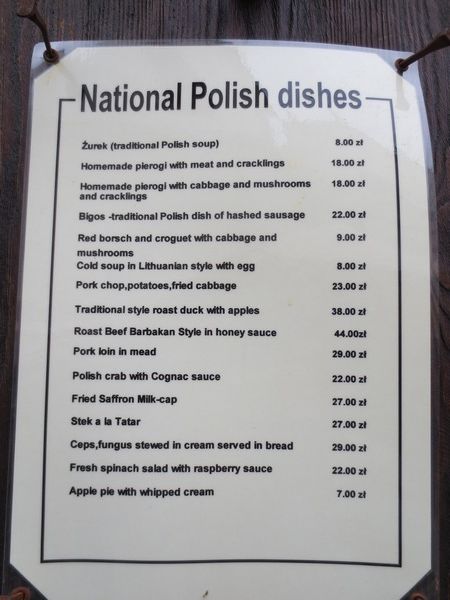 National Polish dishes
Żurek (traditional Polish soup) 8.00 zł
Homemade pierogi with meat and cracklings 18.00 zł
Homemade pierogi with cabbage and mushrooms 18.00 zł
and cracklings
Bigos -traditional Polish dish of hashed sausage 22.00 zł
Red borsch and croguet with cabbage and 9.00 zł
mushrooms
Cold soup in Lithuanian style with egg 8.00 zł
Pork chop,potatoes,fried cabbage 23.00 zł
Traditional style roast duck with apples 38.00 zł
Roast Beef Barbakan Style in honey sauce 44.00zł
Pork loin in mead 29.00 zł
Polish crab with Cognac sauce 22.00 zł
Fried Saffron Milk-cap 27.00 zł
Stek a la Tatar 27.00 zł
Ceps,fungus stewed in cream served in bread 29.00 zł
Fresh spinach salad with raspberry sauce 22.00 zł
Apple pie with whipped cream 7.00 zł